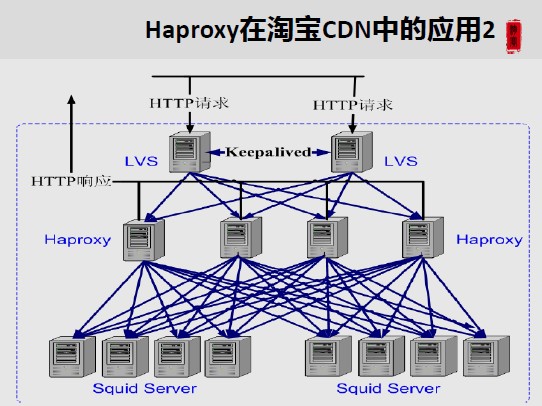 Haproxy在淘宝CDN中的应用2
HTTP请求
HTTP请求
LVS
Keepalived
LVS
HTTP响应
Haproxy
Haproxy
Squid Server
Squid Server